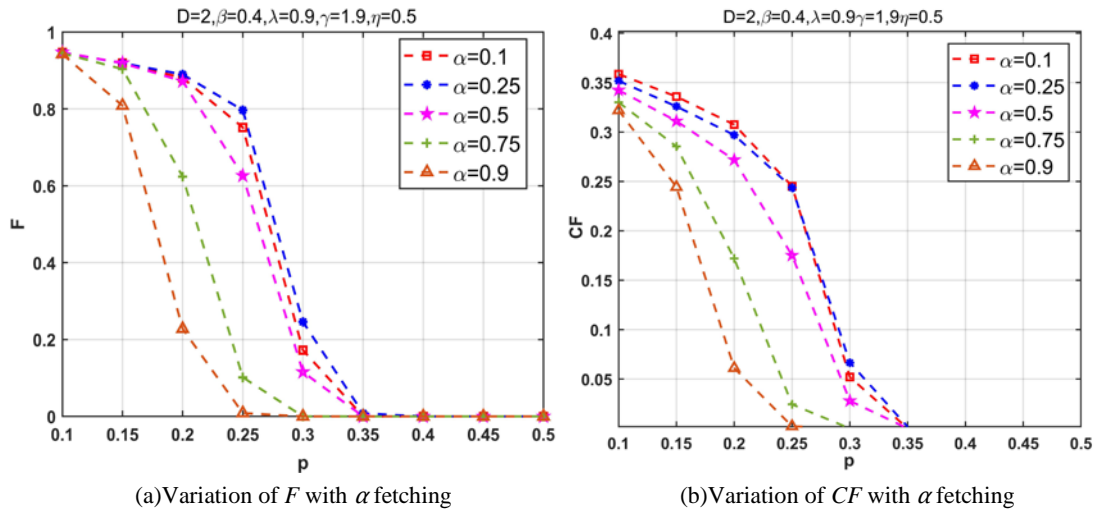 D=2,β=0.4,λ=0.9,γ=1.9,η=0.5
F
1
0.8
0.6
0.4
0.2
0
0.1 0.15 0.2 0.25 0.3 0.35 0.4 0.45 0.5
p
α=0.1
α=0.25
α=0.5
α=0.75
α=0.9
(a)Variation of F with α fetching
D=2,β=0.4,λ=0.9γ=1,9η=0.5
CF
0.4
0.35
0.30
0.25
0.20
0.15
0.10
0.05
0.1 0.15 0.2 0.25 0.3 0.35 0.4 0.45 0.5
p
α=0.1
α=0.25
α=0.5
α=0.75
α=0.9
(b)Variation of CF with α fetching